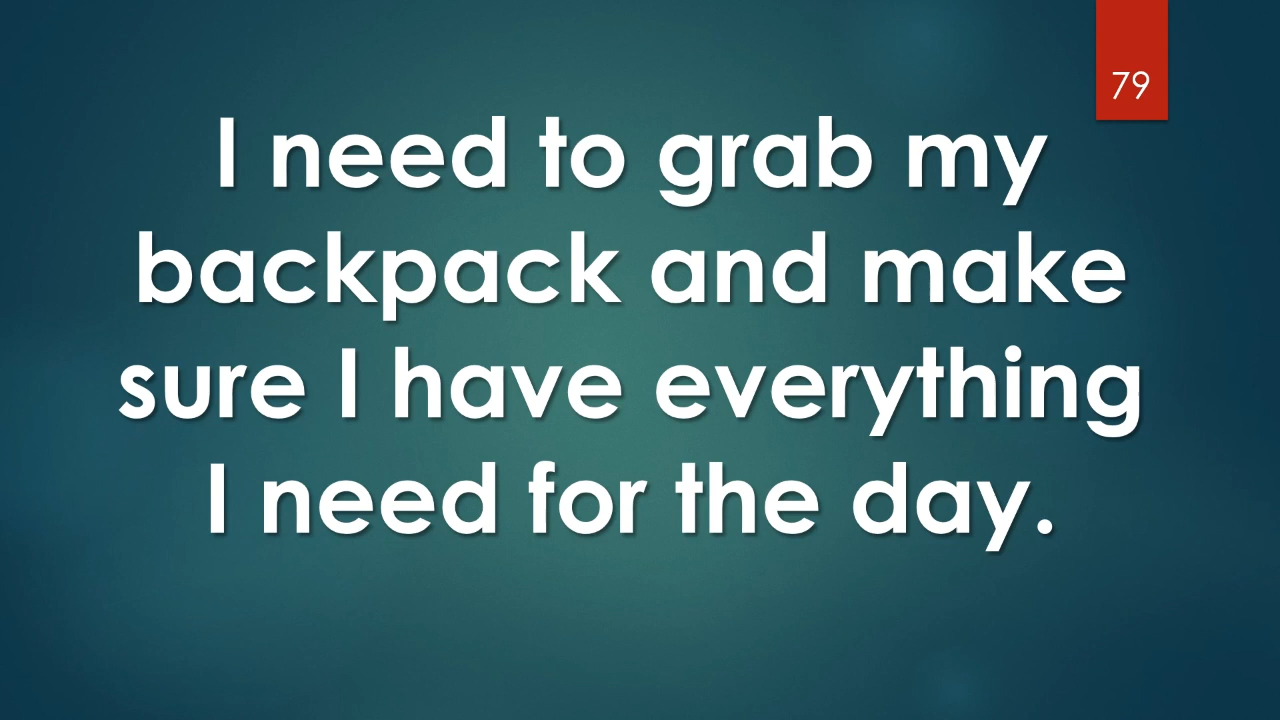 79
I need to grab my
backpack and make
sure I have everything
I need for the day.